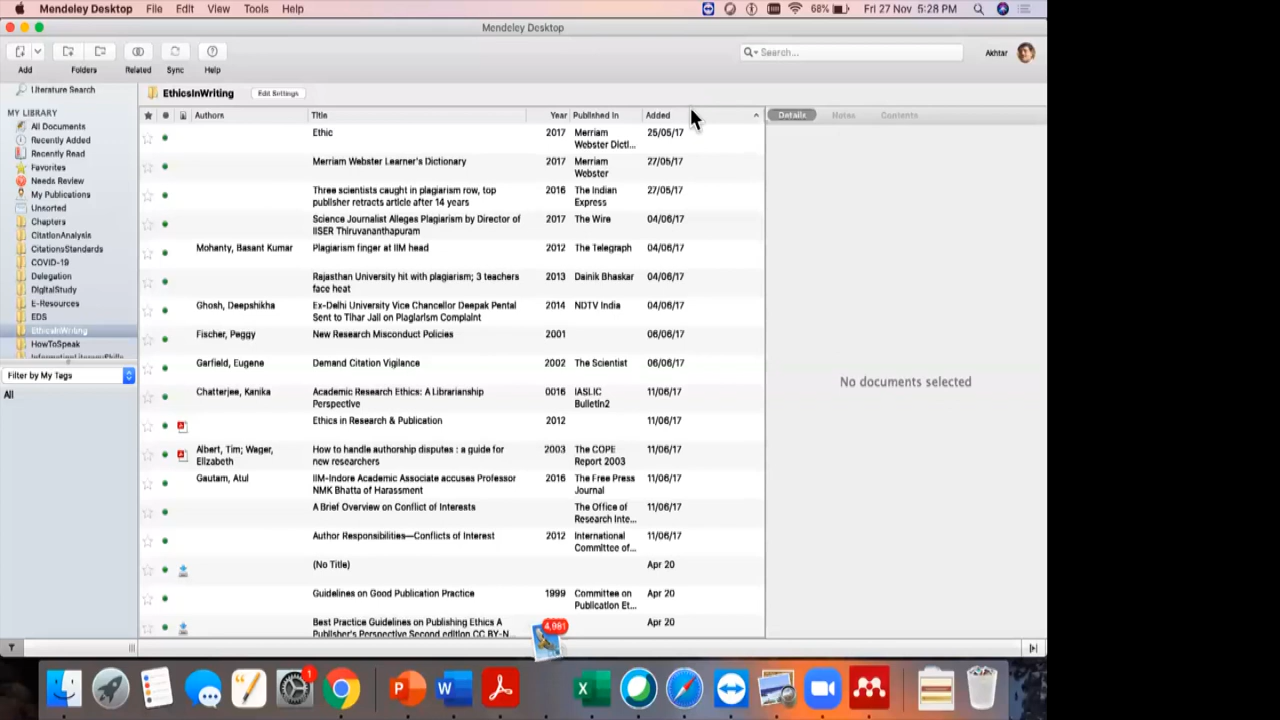 Mendeley Desktop File Edit View Tools Help 68% Fri 27 Nov 5:28 PM
Mendeley Desktop
Search...
Akhtar
Add Folders Related Sync Help
Literature Search
EthicsInWriting Edit Settings
MY LIBRARY
All Documents
Recently Added
Recently Read
Favorites
Needs Review
My Publications
Unsorted
Chapters
CitationAnalysis
CitationsStandards
COVID-19
Delegation
DigitalStudy
E-Resources
EDS
EthicsInWriting
HowToSpeak
InformationLiteracySkills
Filter by My Tags
All
Authors Title Year Published In Added
Ethic 2017 Merriam 25/05/17
Webster Dicti...
Merriam Webster Learner's Dictionary 2017 Merriam 27/05/17
Webster
Three scientists caught in plagiarism row, top 2016 The Indian 27/05/17
publisher retracts article after 14 years Express
Science Journalist Alleges Plagiarism by Director of 2017 The Wire 04/06/17
IISER Thiruvananthapuram
Mohanty, Basant Kumar Plagiarism finger at IIM head 2012 The Telegraph 04/06/17
Rajasthan University hit with plagiarism; 3 teachers 2013 Dainik Bhaskar 04/06/17
face heat
Ghosh, Deepshikha Ex-Delhi University Vice Chancellor Deepak Pental 2014 NDTV India 04/06/17
Sent to Tihar Jail on Plagiarism Complaint
Fischer, Peggy New Research Misconduct Policies 2001 06/06/17
Garfield, Eugene Demand Citation Vigilance 2002 The Scientist 06/06/17
Chatterjee, Kanika Academic Research Ethics: A Librarianship 0016 IASLIC 11/06/17
Perspective Bulletin2
Ethics in Research & Publication 2012 11/06/17
Albert, Tim; Wager, How to handle authorship disputes : a guide for 2003 The COPE 11/06/17
Elizabeth new researchers Report 2003
Gautam, Atul IIM-Indore Academic Associate accuses Professor 2016 The Free Press 11/06/17
NMK Bhatta of Harassment Journal
A Brief Overview on Conflict of Interests The Office of 11/06/17
Research Inte...
Author Responsibilities—Conflicts of Interest 2012 International 11/06/17
Committee of...
(No Title) Apr 20
Guidelines on Good Publication Practice 1999 Committee on Apr 20
Publication Et...
Best Practice Guidelines on Publishing Ethics A Apr 20
Publisher's Perspective Second edition CC BY-N...
Details Notes Contents
No documents selected
4,981
1
P W X